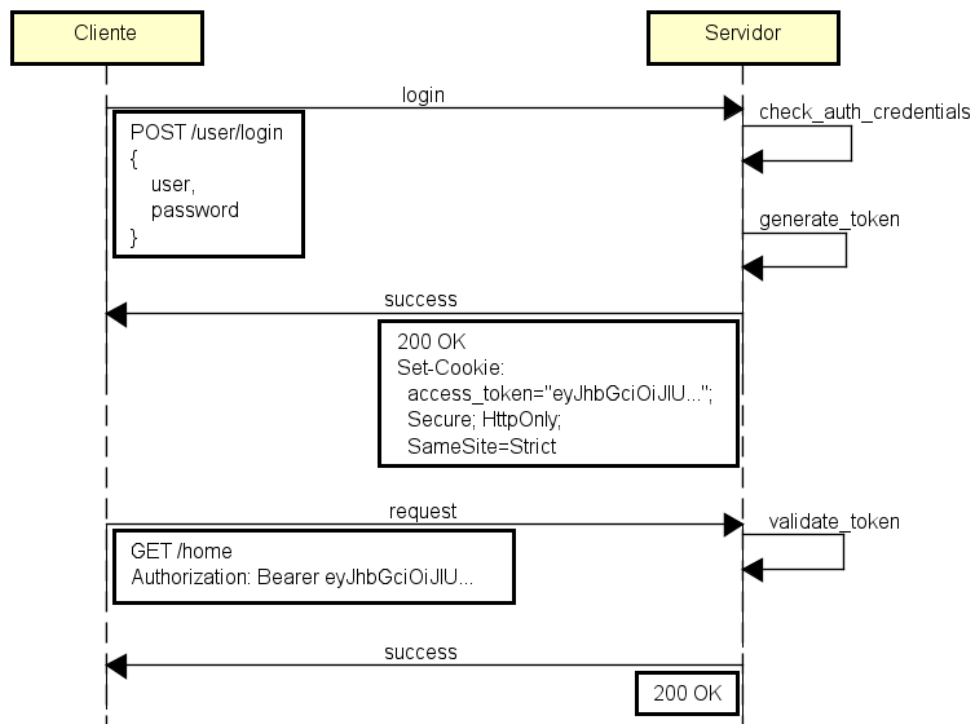 Cliente
Servidor
login
check_auth_credentials
POST /user/login
{
user,
password
}
generate_token
success
200 OK
Set-Cookie:
access_token="eyJhbGciOiJIU...";
Secure; HttpOnly;
SameSite=Strict
request
validate_token
GET /home
Authorization: Bearer eyJhbGciOiJIU...
success
200 OK